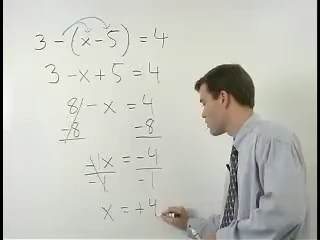 3 - (x - 5) = 4
3 - x + 5 = 4
8 - x = 4
-8 -8
-1x = -4
-1 -1
x = +4